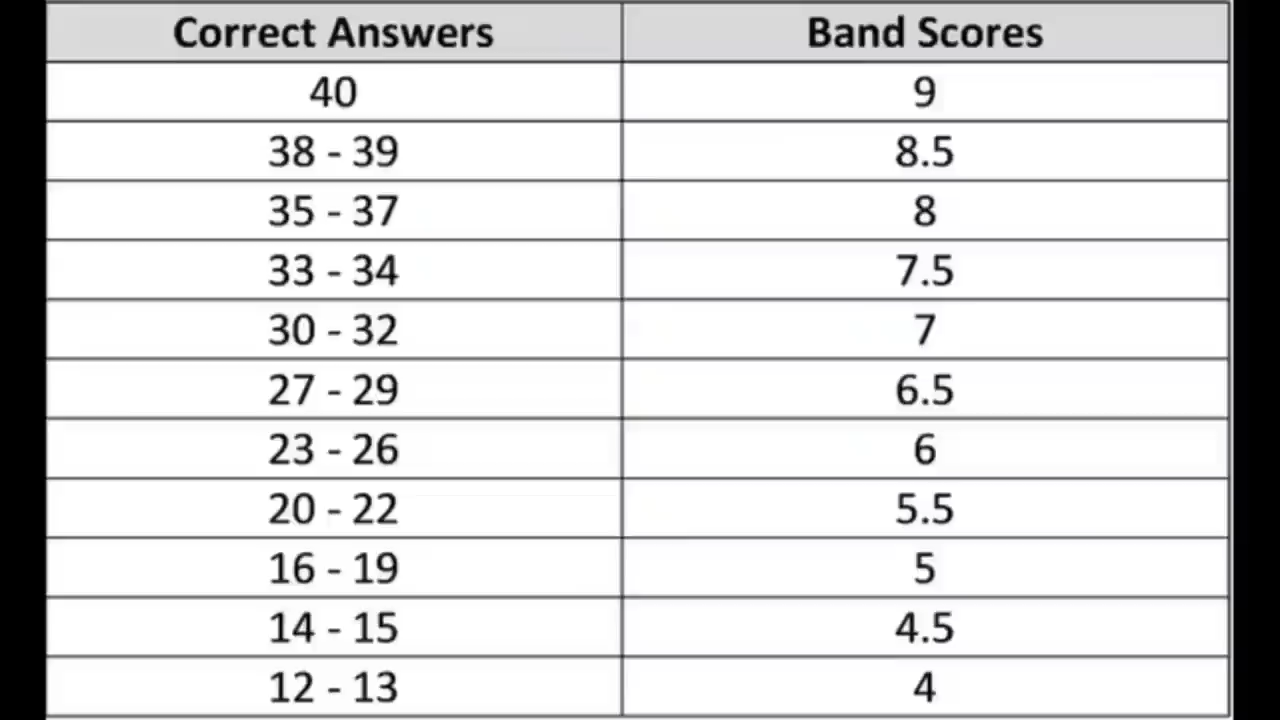 Correct Answers Band Scores
40 9
38 - 39 8.5
35 - 37 8
33 - 34 7.5
30 - 32 7
27 - 29 6.5
23 - 26 6
20 - 22 5.5
16 - 19 5
14 - 15 4.5
12 - 13 4